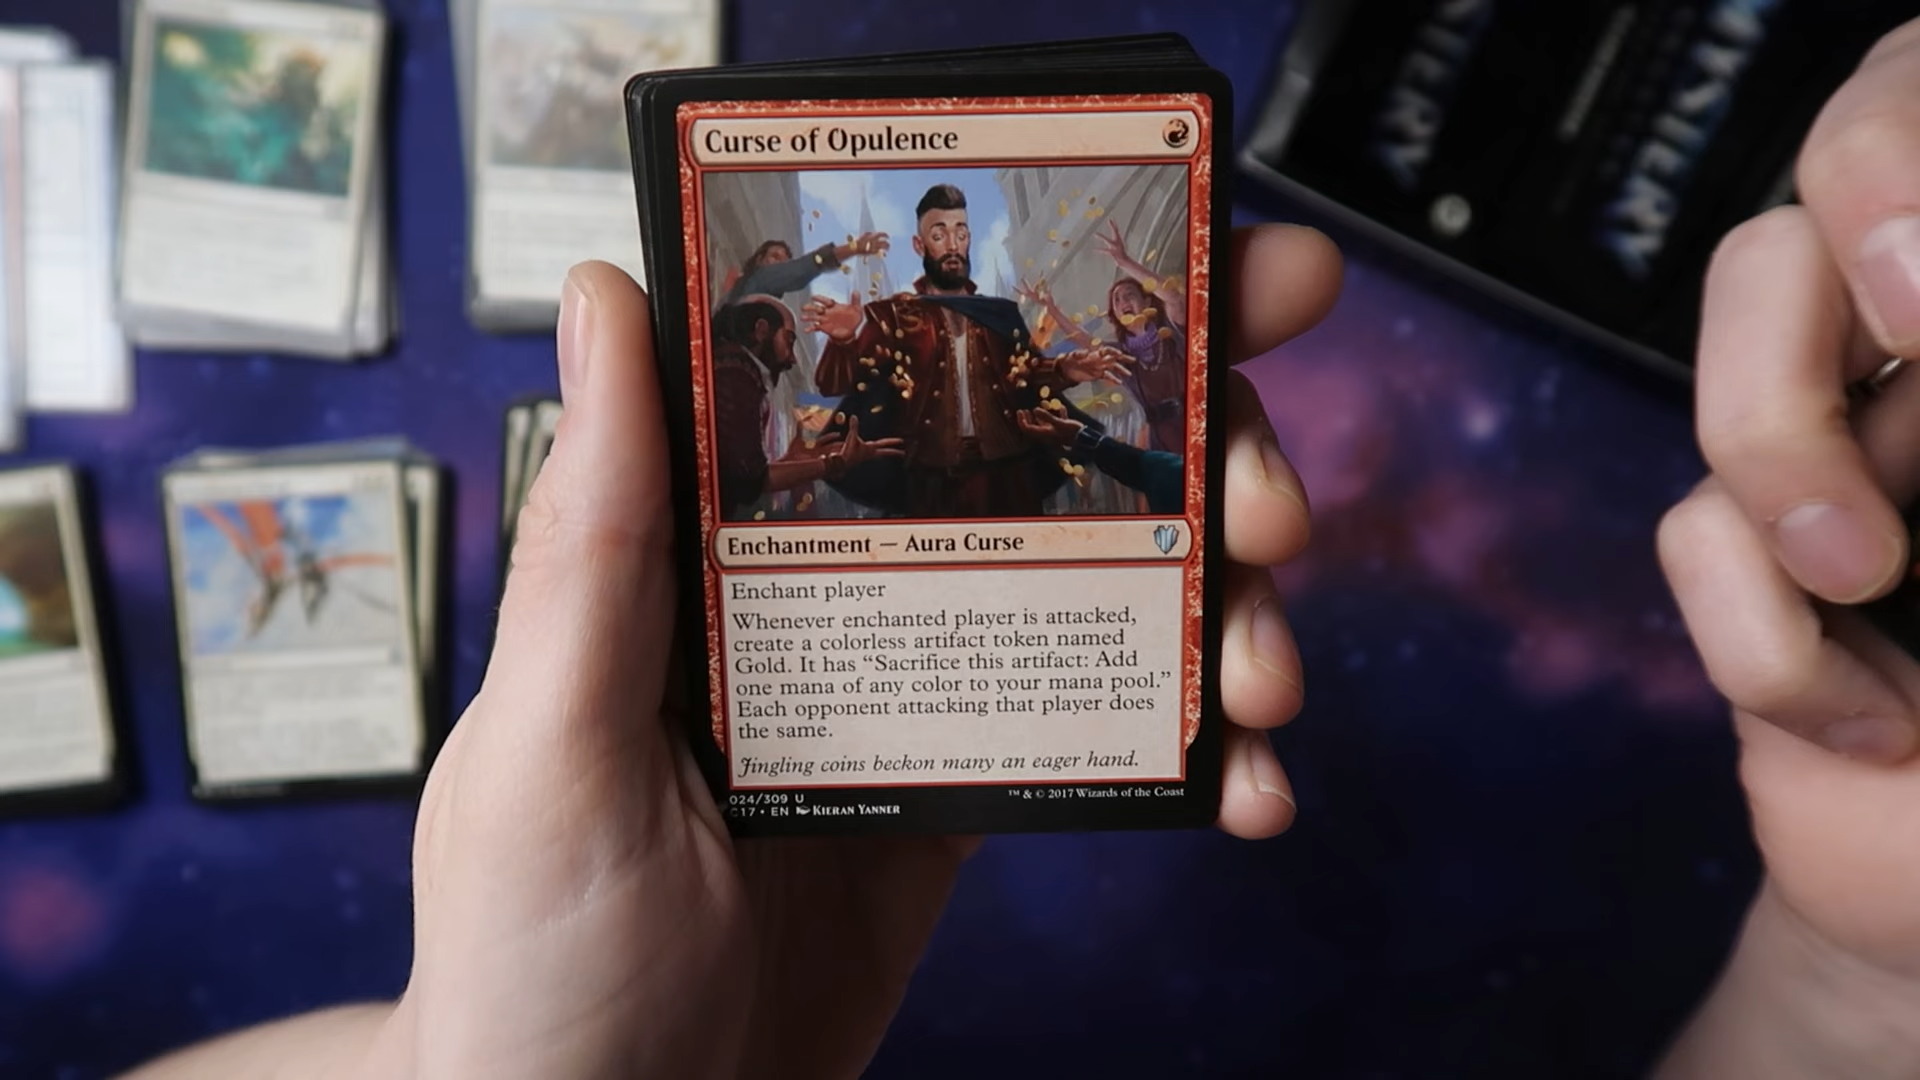 MYSTERY
Curse of Opulence
Enchantment — Aura Curse
Enchant player
Whenever enchanted player is attacked,
create a colorless artifact token named
Gold. It has “Sacrifice this artifact: Add
one mana of any color to your mana pool.”
Each opponent attacking that player does
the same.
Jingling coins beckon many an eager hand.
024/309 U
C17 • EN KIERAN YANNER
™ & © 2017 Wizards of the Coast